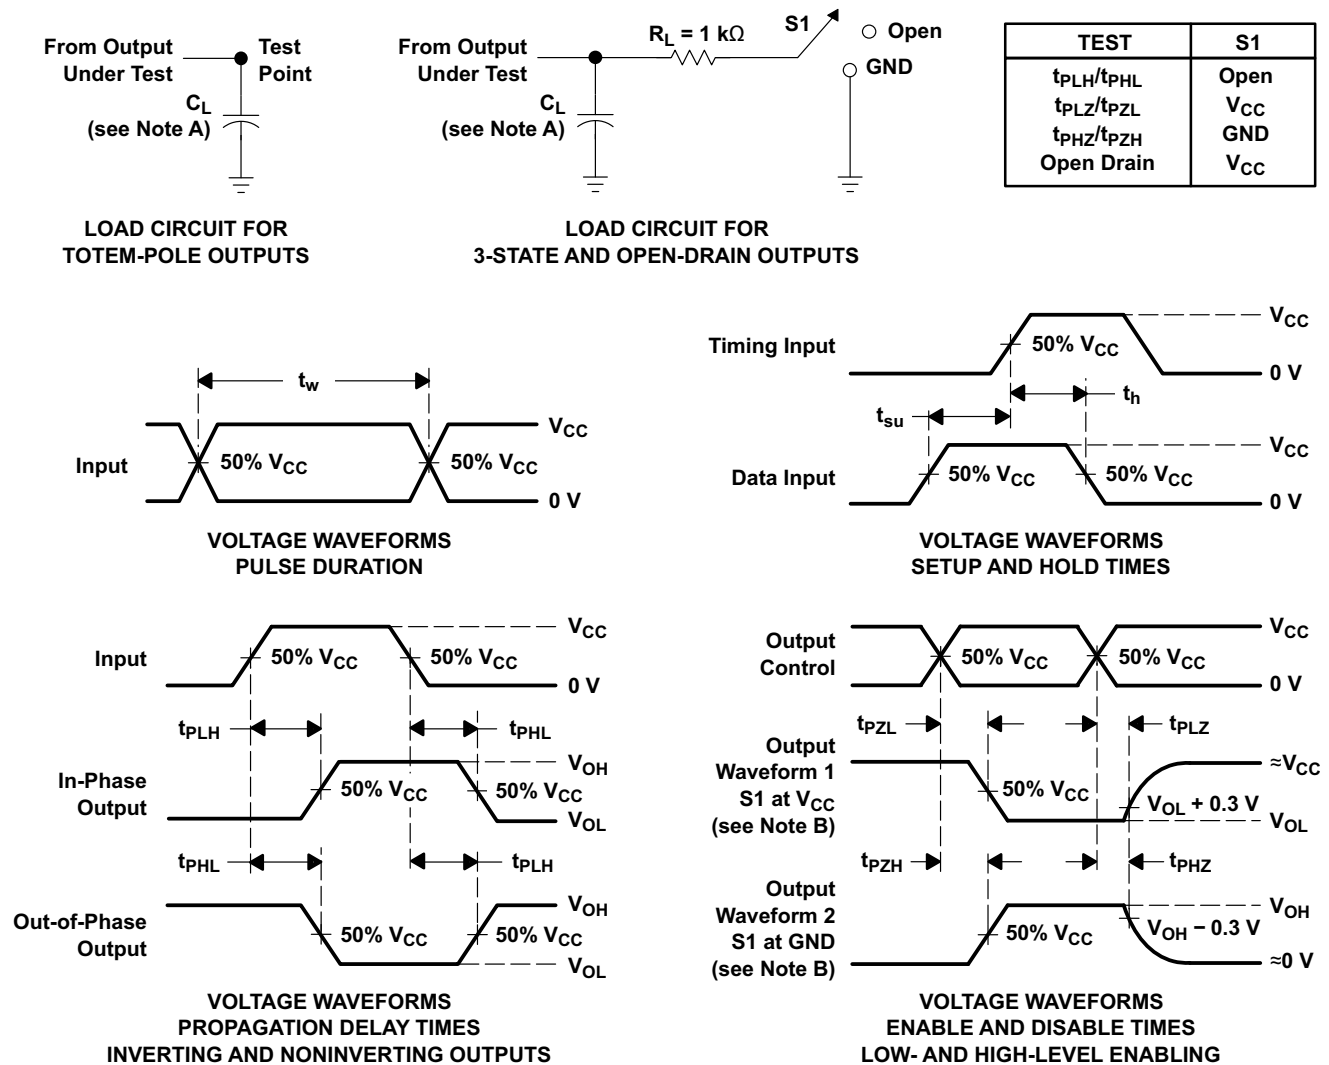 From Output
Under Test
Test
Point
CL
(see Note A)
LOAD CIRCUIT FOR
TOTEM-POLE OUTPUTS
From Output
Under Test
RL = 1 kΩ
S1
Open
GND
CL
(see Note A)
LOAD CIRCUIT FOR
3-STATE AND OPEN-DRAIN OUTPUTS
TEST S1
tPLH/tPHL Open
tPLZ/tPZL VCC
tPHZ/tPZH GND
Open Drain VCC
tw
Input
50% VCC
50% VCC
VCC
0 V
VOLTAGE WAVEFORMS
PULSE DURATION
Timing Input
50% VCC
VCC
0 V
tsu
th
Data Input
50% VCC
50% VCC
VCC
0 V
VOLTAGE WAVEFORMS
SETUP AND HOLD TIMES
Input
50% VCC
50% VCC
VCC
0 V
tPLH
tPHL
In-Phase
Output
50% VCC
50% VCC
VOH
VOL
tPHL
tPLH
Out-of-Phase
Output
50% VCC
50% VCC
VOH
VOL
VOLTAGE WAVEFORMS
PROPAGATION DELAY TIMES
INVERTING AND NONINVERTING OUTPUTS
Output
Control
50% VCC
50% VCC
VCC
0 V
tPZL
tPLZ
Output
Waveform 1
S1 at VCC
(see Note B)
50% VCC
VOL + 0.3 V
≈VCC
VOL
tPZH
tPHZ
Output
Waveform 2
S1 at GND
(see Note B)
50% VCC
VOH − 0.3 V
VOH
≈0 V
VOLTAGE WAVEFORMS
ENABLE AND DISABLE TIMES
LOW- AND HIGH-LEVEL ENABLING